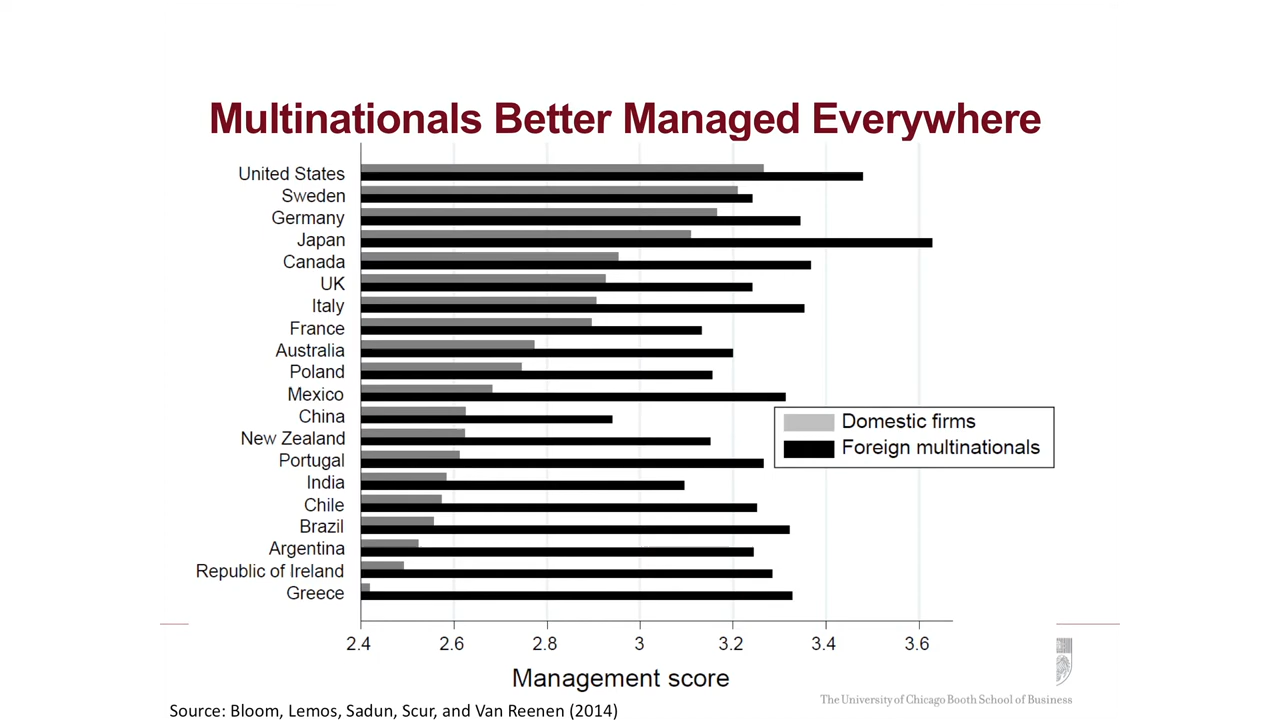 Multinationals Better Managed Everywhere
United States
Sweden
Germany
Japan
Canada
UK
Italy
France
Australia
Poland
Mexico
China
New Zealand
Portugal
India
Chile
Brazil
Argentina
Republic of Ireland
Greece
Domestic firms
Foreign multinationals
2.4 2.6 2.8 3 3.2 3.4 3.6
Management score
The University of Chicago Booth School of Business
Source: Bloom, Lemos, Sadun, Scur, and Van Reenen (2014)